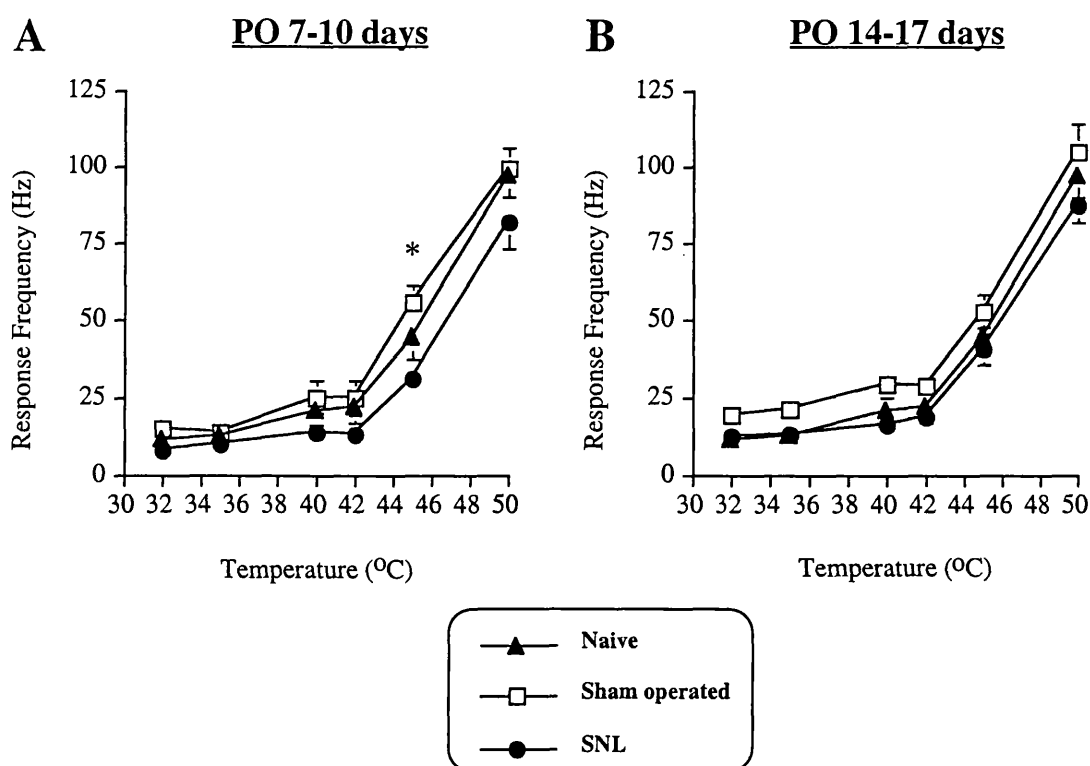 A
PO 7-10 days
B
PO 14-17 days
125
100
75
50
25
0
Response Frequency (Hz)
*
30 32 34 36 38 40 42 44 46 48 50
Temperature (°C)
125
100
75
50
25
0
Response Frequency (Hz)
30 32 34 36 38 40 42 44 46 48 50
Temperature (°C)
Naive
Sham operated
SNL